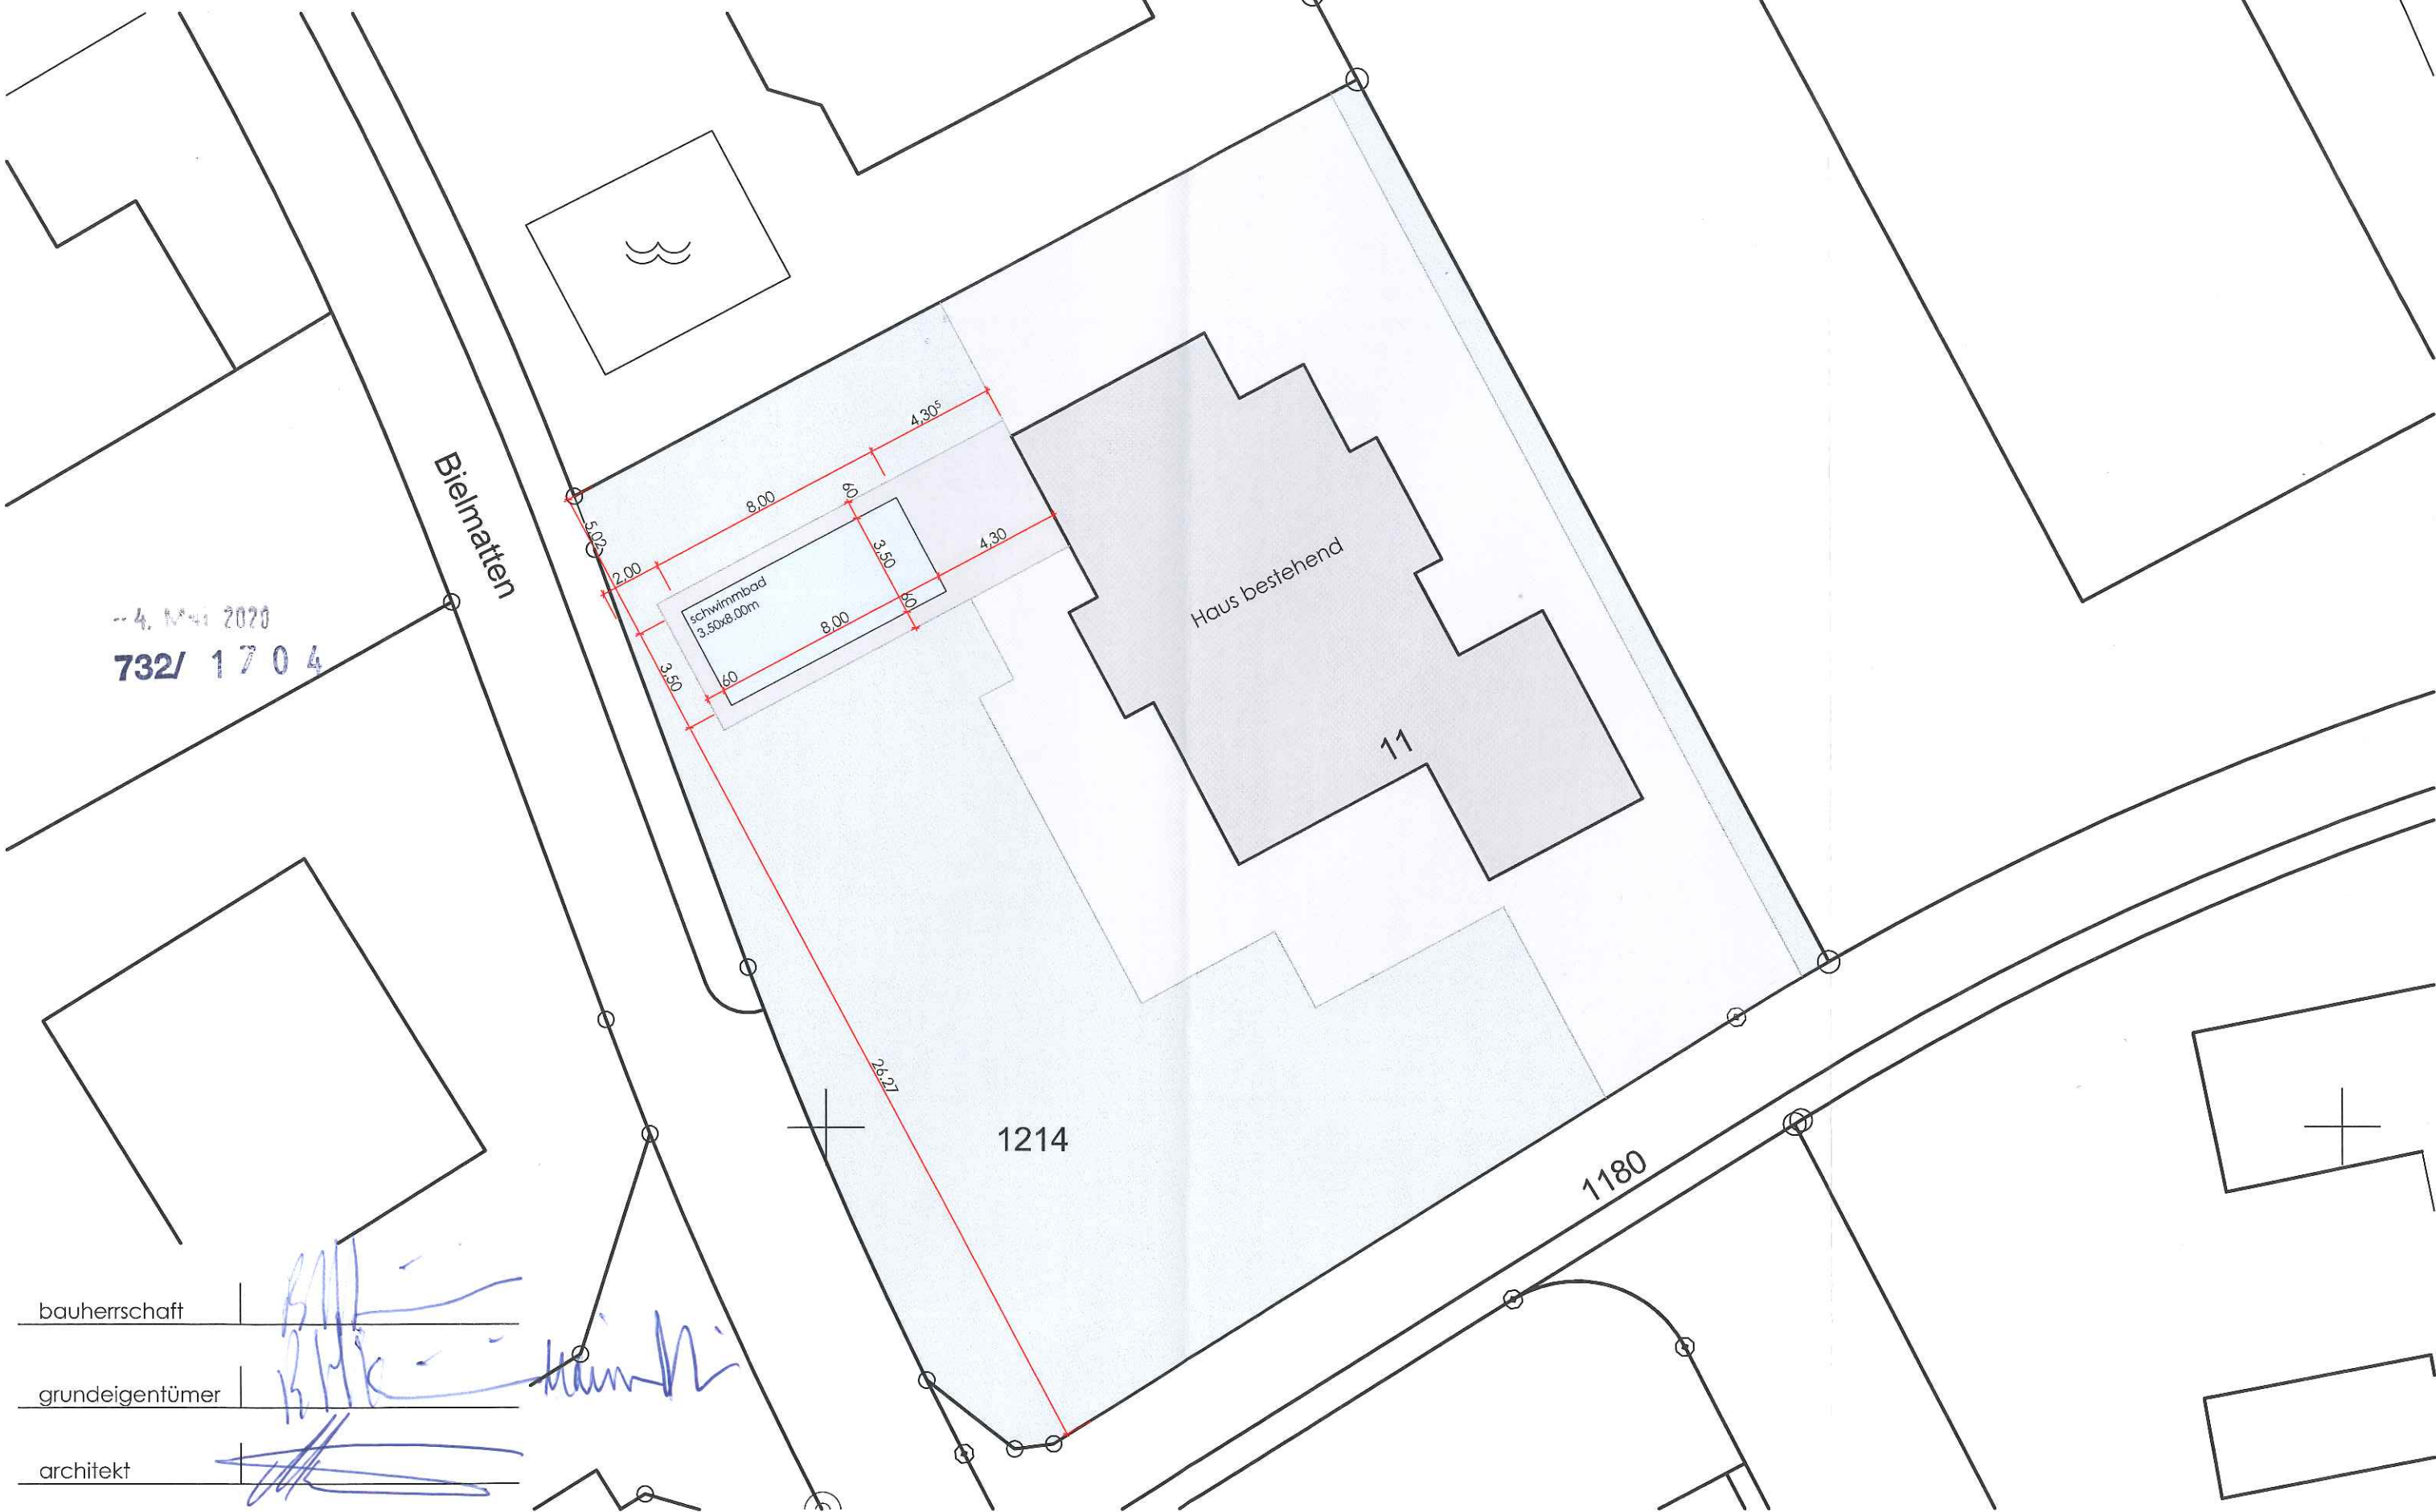 4,30⁵
8,00
60
Bielmatten
5,02
3,50
4,30
2,00
schwimmbad
3.50x8.00m
Haus bestehend
60
8,00
- 4. Mai 2020
732/ 1704
3,50
60
11
26,27
1214
1180
bauherrschaft
grundeigentümer
architekt